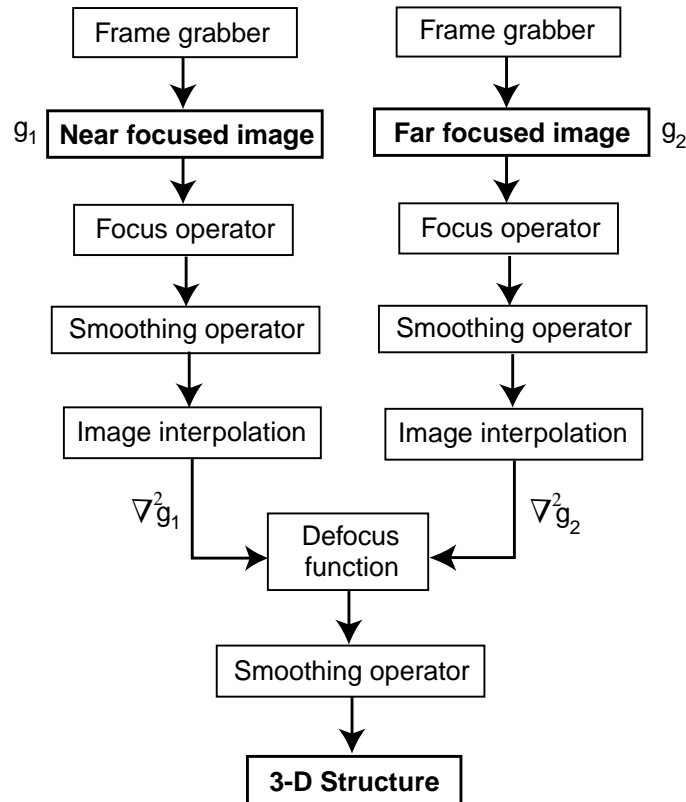 Frame grabber
Frame grabber
g₁ Near focused image
Far focused image g₂
Focus operator
Focus operator
Smoothing operator
Smoothing operator
Image interpolation
Image interpolation
∇²g₁
∇²g₂
Defocus
function
Smoothing operator
3-D Structure